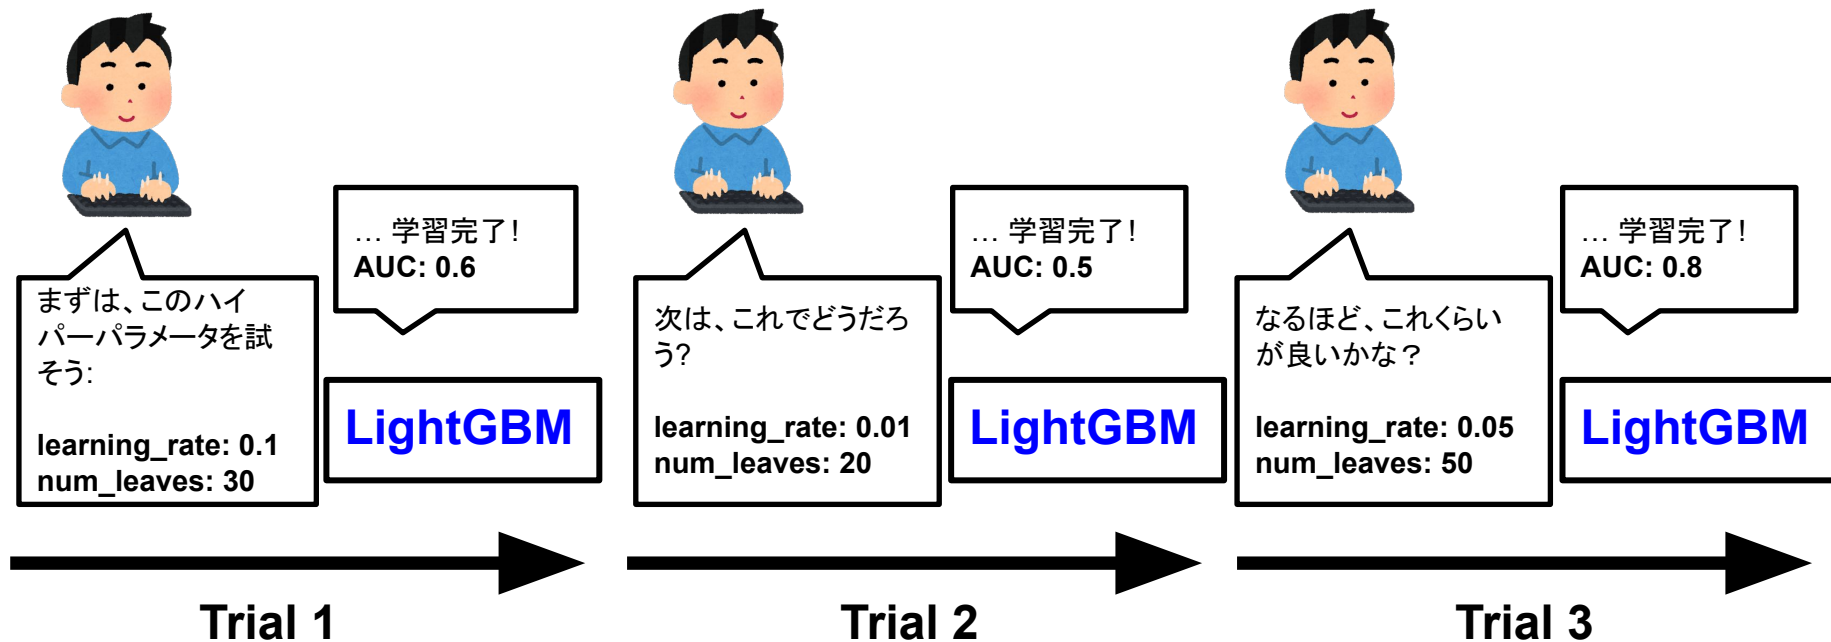 まずは、このハイ
パーパラメータを試
そう:
learning_rate: 0.1
num_leaves: 30
... 学習完了!
AUC: 0.6
LightGBM
Trial 1
次は、これでどうだろ
う?
learning_rate: 0.01
num_leaves: 20
... 学習完了!
AUC: 0.5
LightGBM
Trial 2
なるほど、これくらい
が良いかな？
learning_rate: 0.05
num_leaves: 50
... 学習完了!
AUC: 0.8
LightGBM
Trial 3